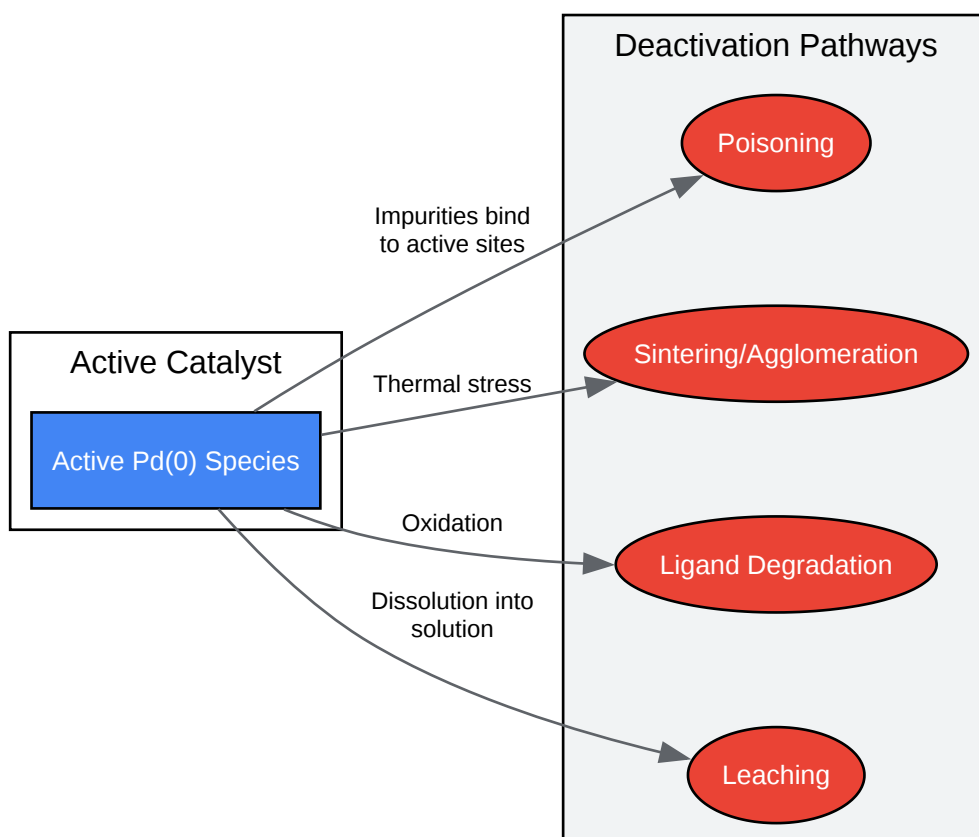 Deactivation Pathways
Poisoning
Impurities bind
to active sites
Active Catalyst
Sintering/Agglomeration
Thermal stress
Active Pd(0) Species
Oxidation
Ligand Degradation
Dissolution into
solution
Leaching